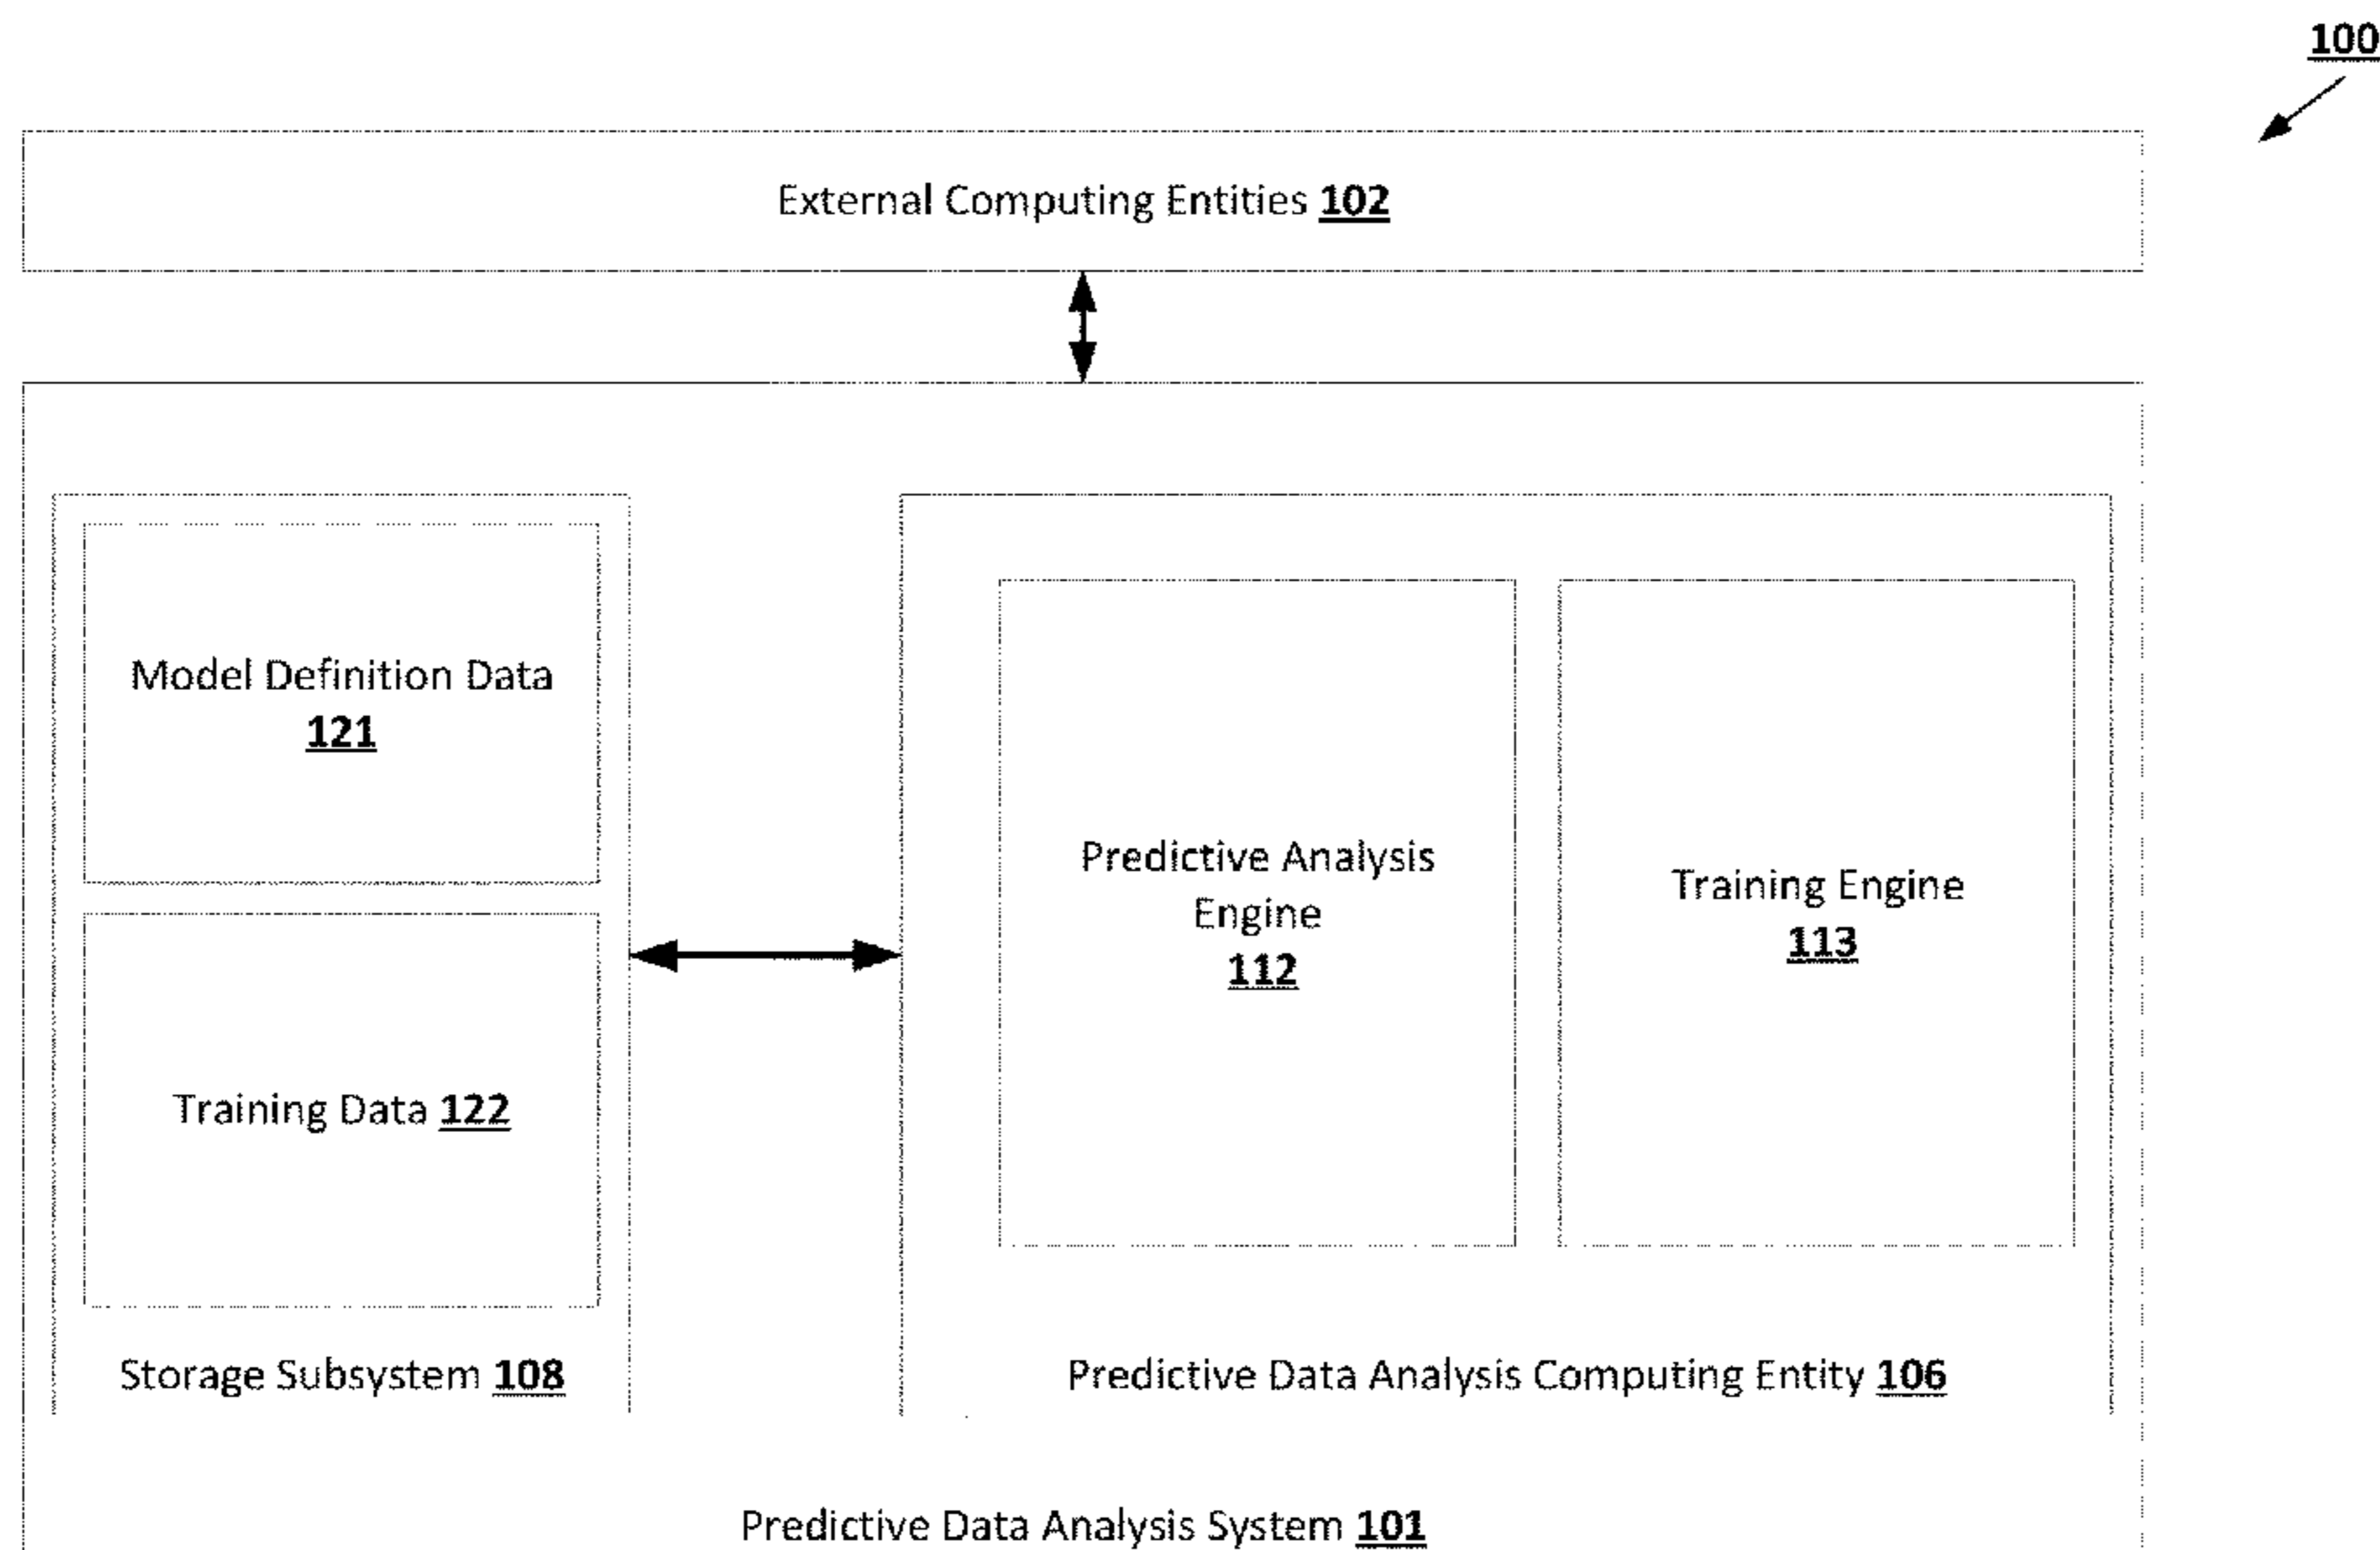 100
External Computing Entities 102
Model Definition Data
121
Training Data 122
Storage Subsystem 108
Predictive Analysis
Engine
112
Training Engine
113
Predictive Data Analysis Computing Entity 106
Predictive Data Analysis System 101